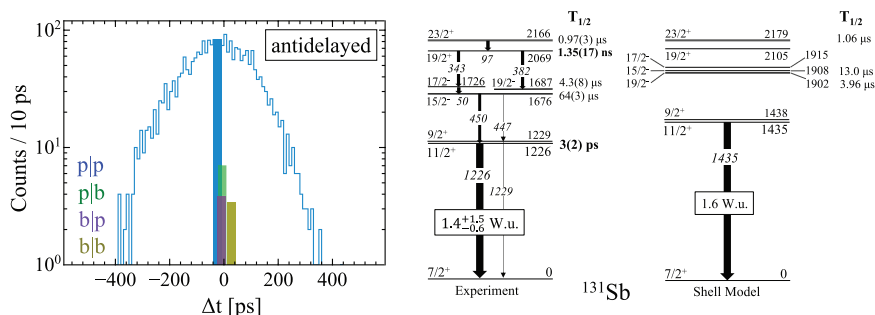 antidelayed
Counts / 10 ps
10²
10¹
10⁰
p|p
p|b
b|p
b|b
−400 −200 0 200 400
Δt [ps]
T₁/₂
23/2⁺ 2166 0.97(3) μs
19/2⁺ 2069 1.35(17) ns
343 97 382
17/2⁻ 1726 19/2⁻ 1687 4.3(8) μs
15/2⁻ 50 1676 64(3) μs
450 447
9/2⁺ 1229
11/2⁺ 1226 3(2) ps
1226 1229
1.4+1.5−0.6 W.u.
7/2⁺ 0
Experiment
¹³¹Sb
T₁/₂
23/2⁺ 2179 1.06 μs
19/2⁺ 2105
17/2⁻ 1915
15/2⁻ 1908 13.0 μs
19/2⁻ 1902 3.96 μs
9/2⁺ 1438
11/2⁺ 1435
1435
1.6 W.u.
7/2⁺ 0
Shell Model